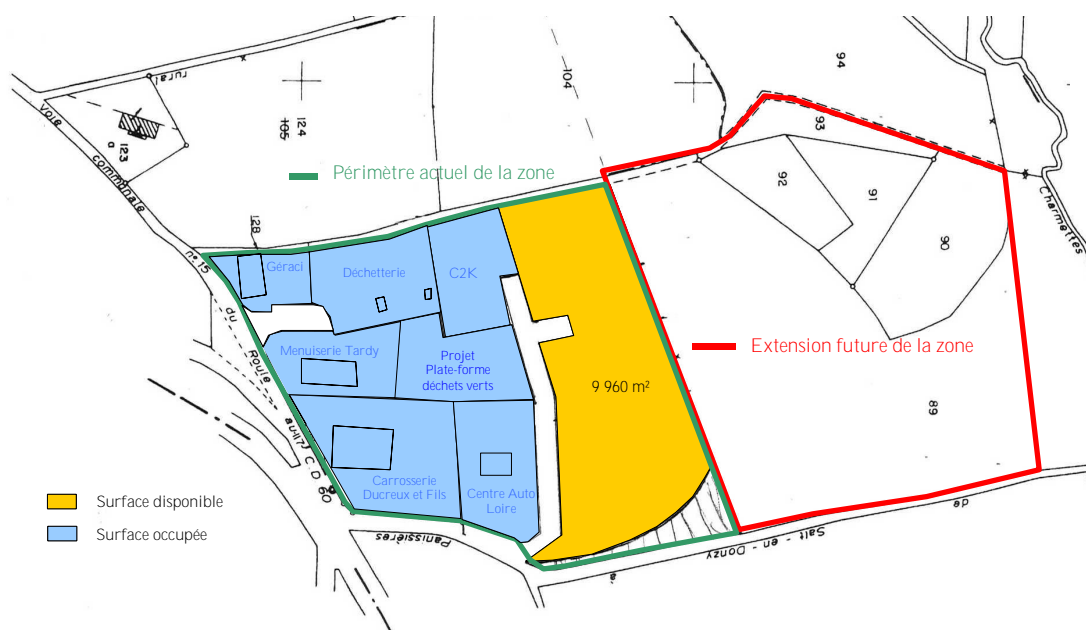 rural
104
94
124
105
123
a
93
Voie
communale
92
91
90
Charmettes
Périmètre actuel de la zone
128
n° 15
Géraci
Déchetterie
C2K
du
Route
Menuiserie Tardy
Projet
Plate-forme
déchets verts
Extension future de la zone
9 960 m²
89
C D 60
Carrosserie
Ducreux et Fils
Centre Auto
Loire
Surface disponible
Surface occupée
Panissières
de
Salt - en - Donzy
à